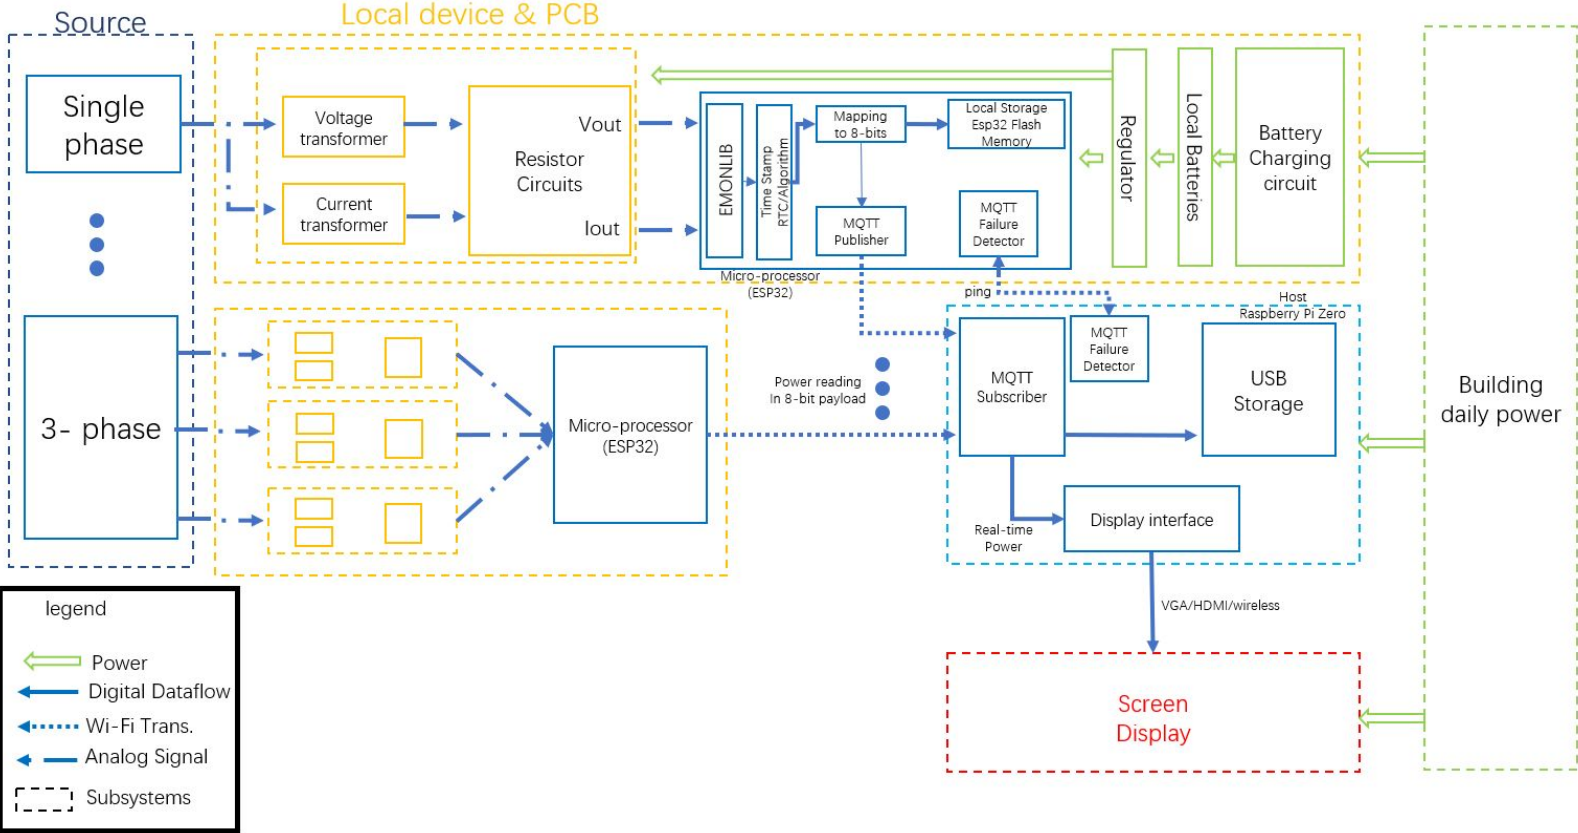 Source
Local device & PCB
Single
phase
Voltage
transformer
Current
transformer
Resistor
Circuits
Vout
Iout
EMONLIB
Time Stamp
RTC/Algorithm
Mapping
to 8-bits
Local Storage
Esp32 Flash
Memory
MQTT
Publisher
MQTT
Failure
Detector
Micro-processor
(ESP32)
Regulator
Local Batteries
Battery
Charging
circuit
Building
daily power
3- phase
Micro-processor
(ESP32)
ping
Host
Raspberry Pi Zero
Power reading
In 8-bit payload
MQTT
Subscriber
MQTT
Failure
Detector
USB
Storage
Real-time
Power
Display interface
VGA/HDMI/wireless
Screen
Display
legend
Power
Digital Dataflow
Wi-Fi Trans.
Analog Signal
Subsystems